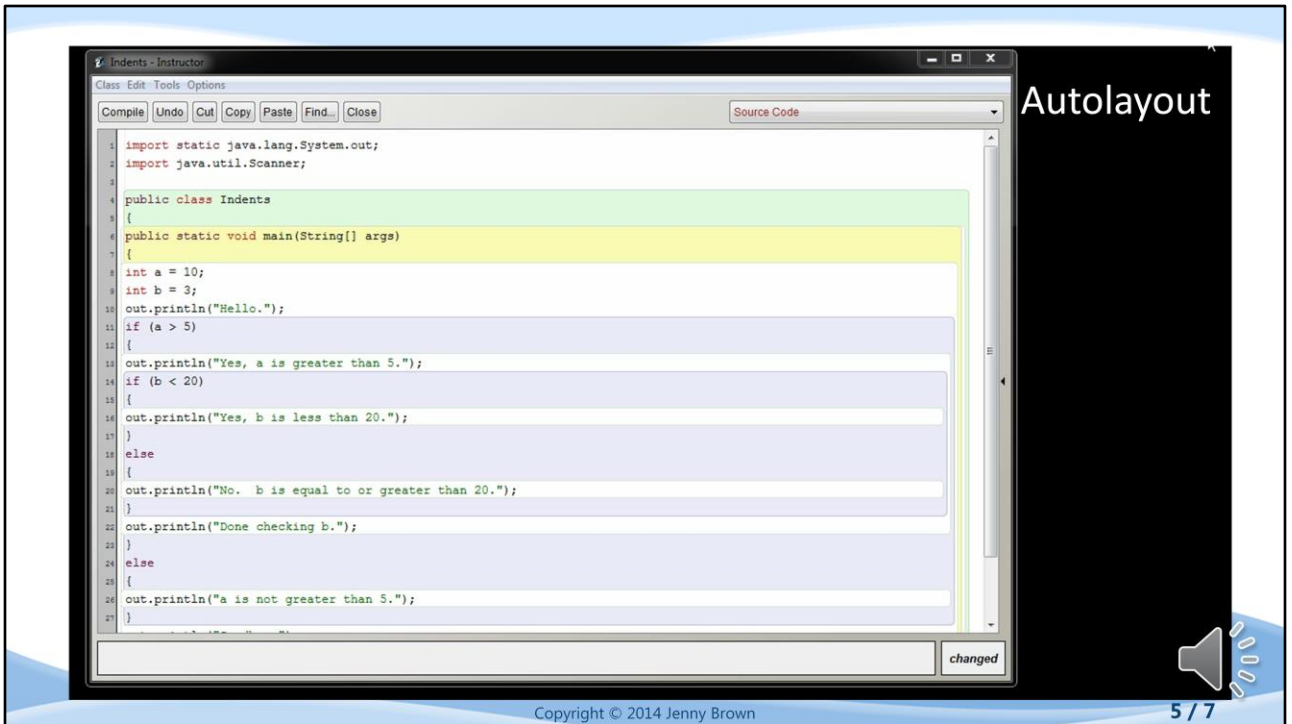 Indents - Instructor
Class Edit Tools Options
Compile Undo Cut Copy Paste Find... Close Source Code
Autolayout
1 import static java.lang.System.out;
2 import java.util.Scanner;
3
4 public class Indents
5 {
6 public static void main(String[] args)
7 {
8 int a = 10;
9 int b = 3;
10 out.println("Hello.");
11 if (a > 5)
12 {
13 out.println("Yes, a is greater than 5.");
14 if (b < 20)
15 {
16 out.println("Yes, b is less than 20.");
17 }
18 else
19 {
20 out.println("No.  b is equal to or greater than 20.");
21 }
22 out.println("Done checking b.");
23 }
24 else
25 {
26 out.println("a is not greater than 5.");
27 }
changed
Copyright © 2014 Jenny Brown
5 / 7